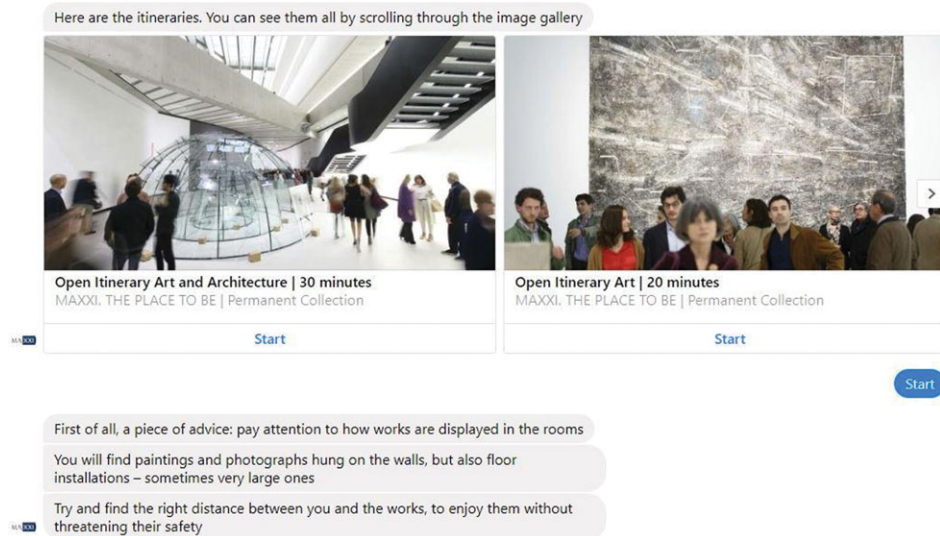 Here are the itineraries. You can see them all by scrolling through the image gallery
Open Itinerary Art and Architecture | 30 minutes
MAXXI. THE PLACE TO BE | Permanent Collection
Start
Open Itinerary Art | 20 minutes
MAXXI. THE PLACE TO BE | Permanent Collection
Start
MAXXI
Start
First of all, a piece of advice: pay attention to how works are displayed in the rooms
You will find paintings and photographs hung on the walls, but also floor
installations – sometimes very large ones
Try and find the right distance between you and the works, to enjoy them without
threatening their safety
MAXXI